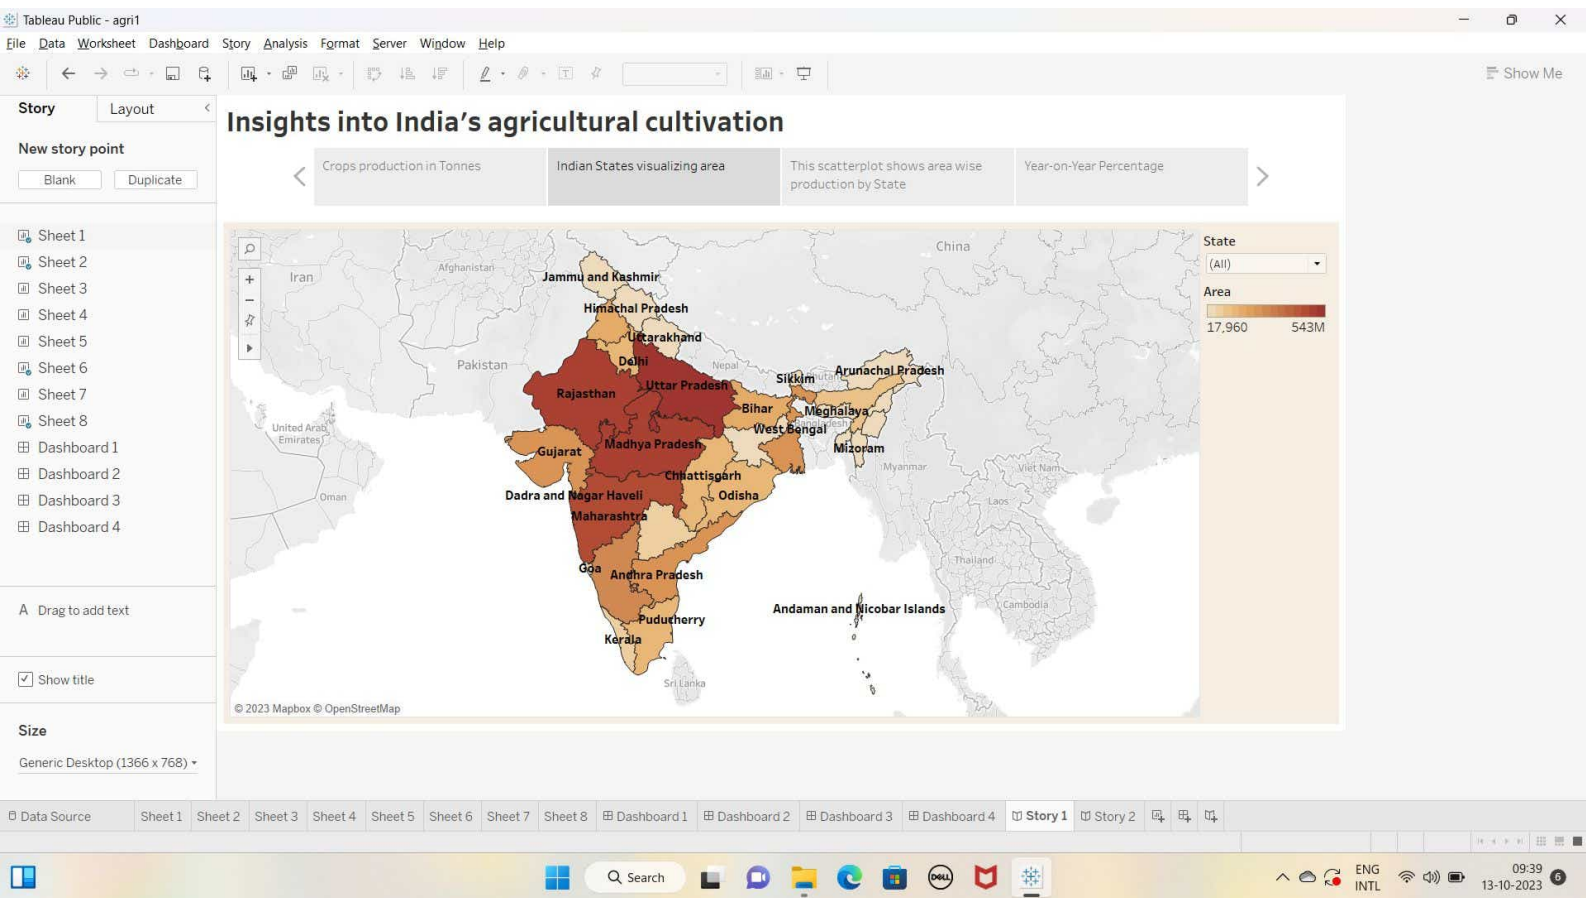 Tableau Public - agri1
File Data Worksheet Dashboard Story Analysis Format Server Window Help
Show Me
Story Layout
New story point
Blank Duplicate
Sheet 1
Sheet 2
Sheet 3
Sheet 4
Sheet 5
Sheet 6
Sheet 7
Sheet 8
Dashboard 1
Dashboard 2
Dashboard 3
Dashboard 4
A Drag to add text
Show title
Size
Generic Desktop (1366 x 768)
Insights into India's agricultural cultivation
Crops production in Tonnes
Indian States visualizing area
This scatterplot shows area wise
production by State
Year-on-Year Percentage
China
Iran
Afghanistan
Jammu and Kashmir
Himachal Pradesh
Uttarakhand
Pakistan
Delhi
Nepal
Sikkim
Bhutan
Arunachal Pradesh
Rajasthan
Uttar Pradesh
Bihar
Meghalaya
United Arab
Emirates
West Bengal
Bangladesh
Madhya Pradesh
Gujarat
Mizoram
Myanmar
Viet Nam
Chhattisgarh
Oman
Dadra and Nagar Haveli
Odisha
Laos
Maharashtra
Thailand
Goa
Andhra Pradesh
Cambodia
Andaman and Nicobar Islands
Puducherry
Kerala
Sri Lanka
© 2023 Mapbox © OpenStreetMap
State
(All)
Area
17,960 543M
Data Source Sheet 1 Sheet 2 Sheet 3 Sheet 4 Sheet 5 Sheet 6 Sheet 7 Sheet 8 Dashboard 1 Dashboard 2 Dashboard 3 Dashboard 4 Story 1 Story 2
Search
DELL
ENG
INTL
09:39
13-10-2023
6